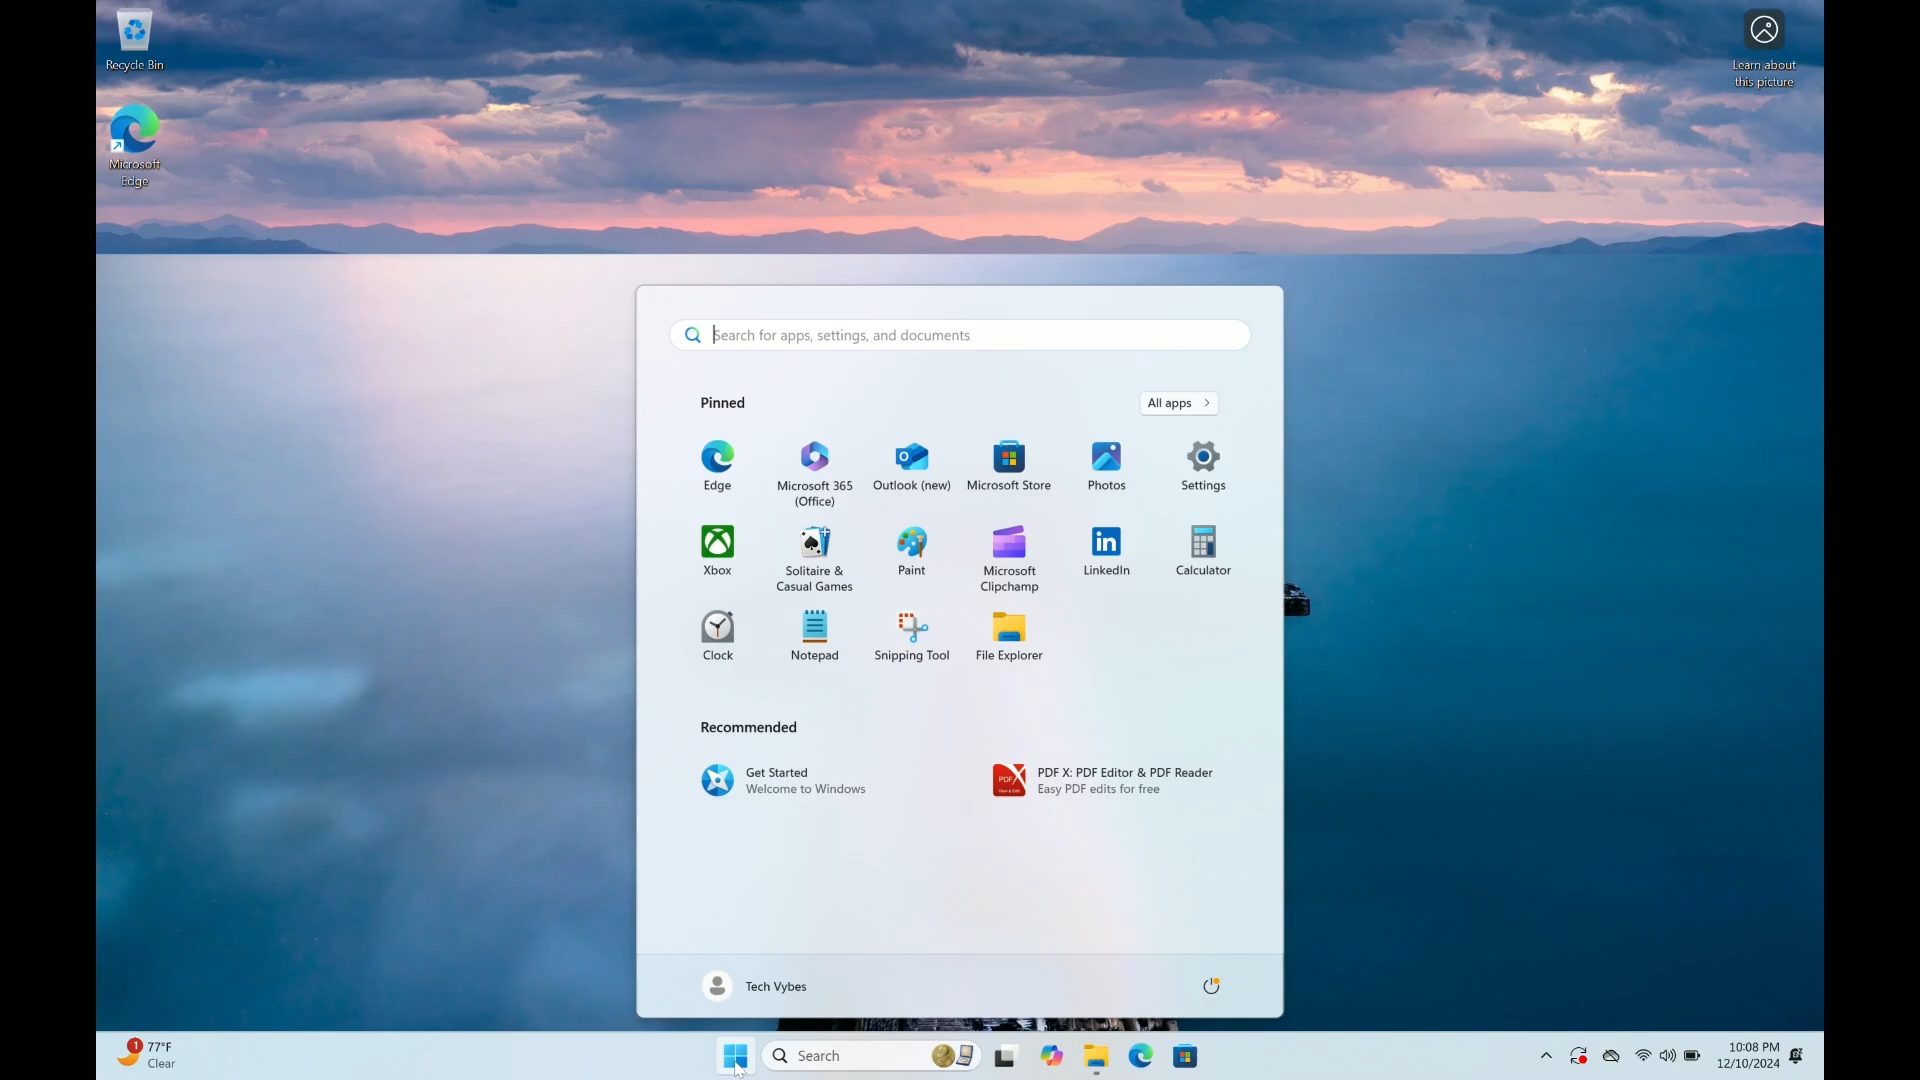 Recycle Bin
Learn about
this picture
Microsoft
Edge
Search for apps, settings, and documents
Pinned
All apps
Edge
Microsoft 365
(Office)
Outlook (new)
Microsoft Store
Photos
Settings
Xbox
Solitaire &
Casual Games
Paint
Microsoft
Clipchamp
LinkedIn
Calculator
Clock
Notepad
Snipping Tool
File Explorer
Recommended
Get Started
Welcome to Windows
PDF X: PDF Editor & PDF Reader
Easy PDF edits for free
Tech Vybes
1
77°F
Clear
Search
10:08 PM
12/10/2024